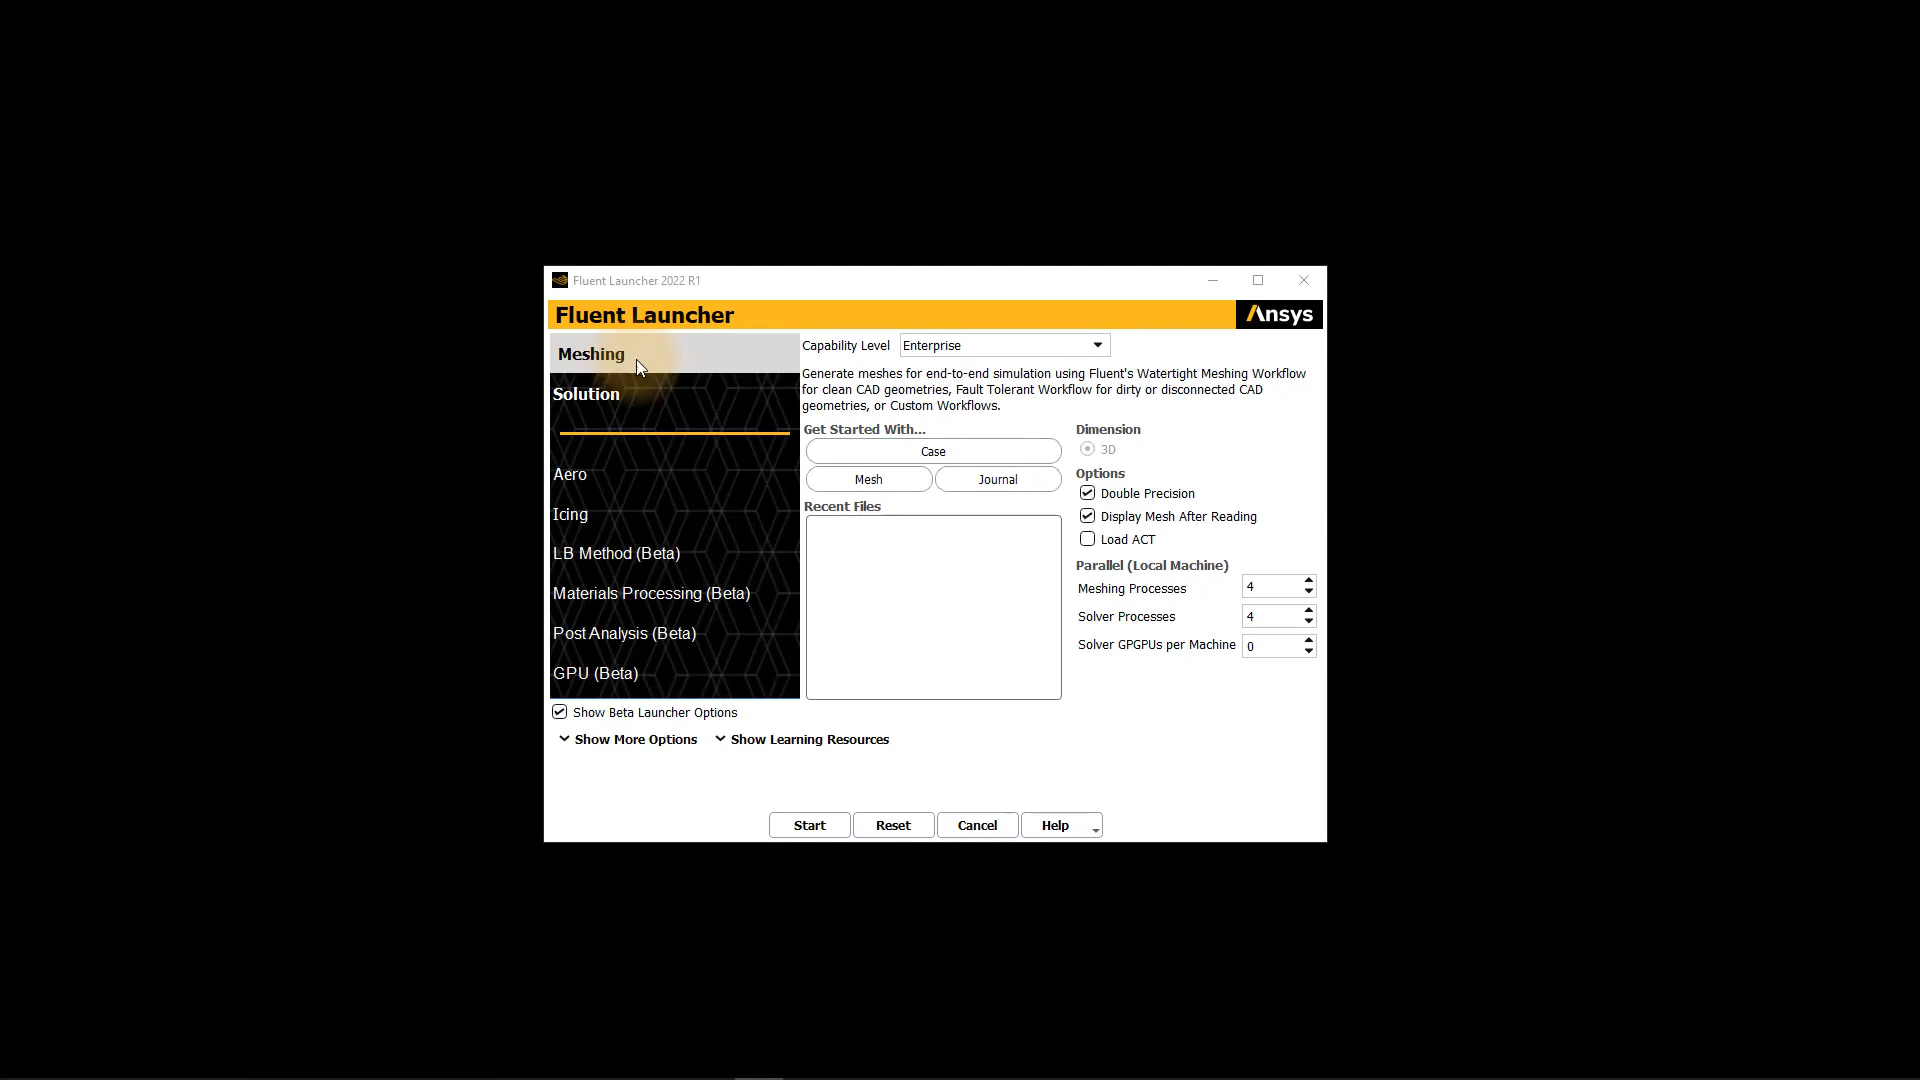 Fluent Launcher 2022 R1
Fluent Launcher
Ansys
Meshing
Solution
Aero
Icing
LB Method (Beta)
Materials Processing (Beta)
Post Analysis (Beta)
GPU (Beta)
Show Beta Launcher Options
Show More Options
Show Learning Resources
Capability Level
Enterprise
Generate meshes for end-to-end simulation using Fluent's Watertight Meshing Workflow
for clean CAD geometries, Fault Tolerant Workflow for dirty or disconnected CAD
geometries, or Custom Workflows.
Get Started With...
Case
Mesh
Journal
Recent Files
Dimension
3D
Options
Double Precision
Display Mesh After Reading
Load ACT
Parallel (Local Machine)
Meshing Processes 4
Solver Processes 4
Solver GPGPUs per Machine 0
Start
Reset
Cancel
Help